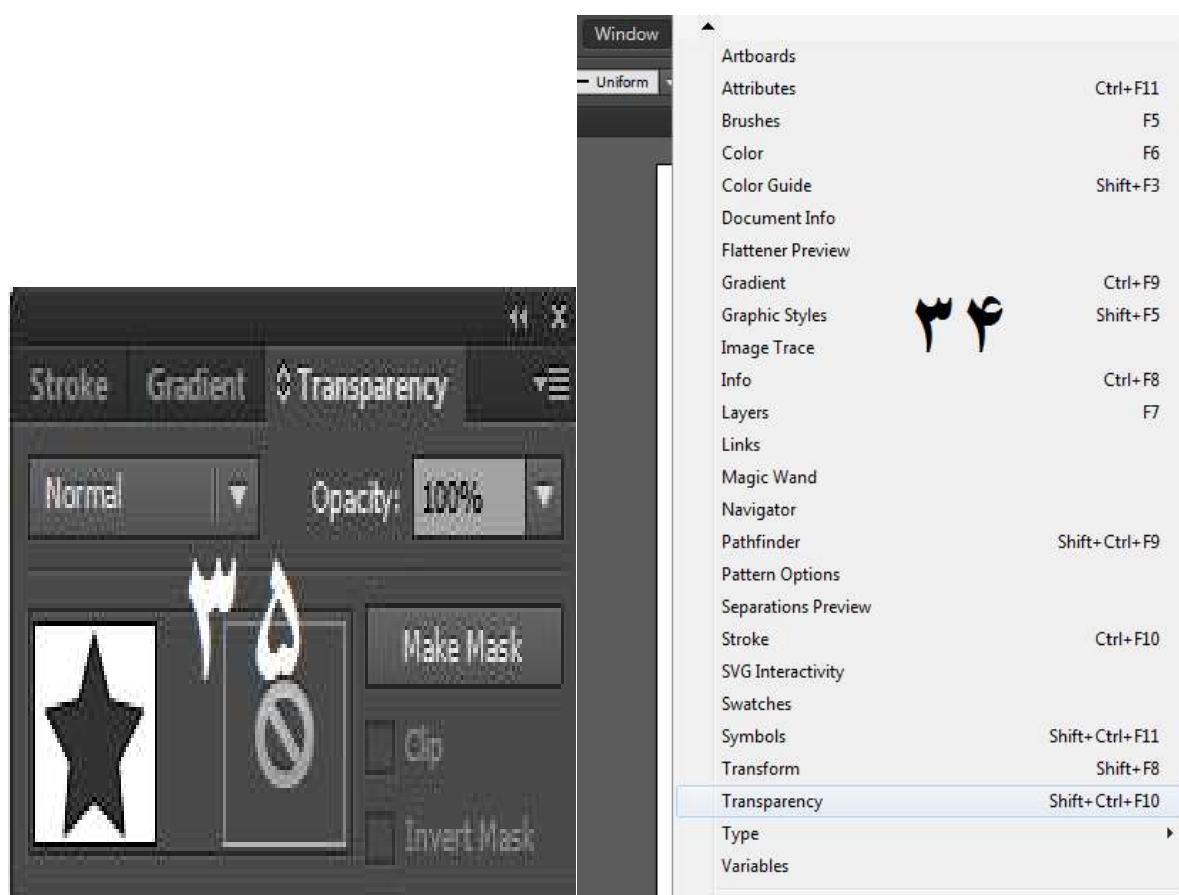 Stroke Gradient Transparency
Normal Opacity: 100%
۳۵
Make Mask
Clip
Invert Mask
Window
Uniform
Artboards
Attributes Ctrl+F11
Brushes F5
Color F6
Color Guide Shift+F3
Document Info
Flattener Preview
Gradient Ctrl+F9
Graphic Styles Shift+F5
۳۴
Image Trace
Info Ctrl+F8
Layers F7
Links
Magic Wand
Navigator
Pathfinder Shift+Ctrl+F9
Pattern Options
Separations Preview
Stroke Ctrl+F10
SVG Interactivity
Swatches
Symbols Shift+Ctrl+F11
Transform Shift+F8
Transparency Shift+Ctrl+F10
Type
Variables